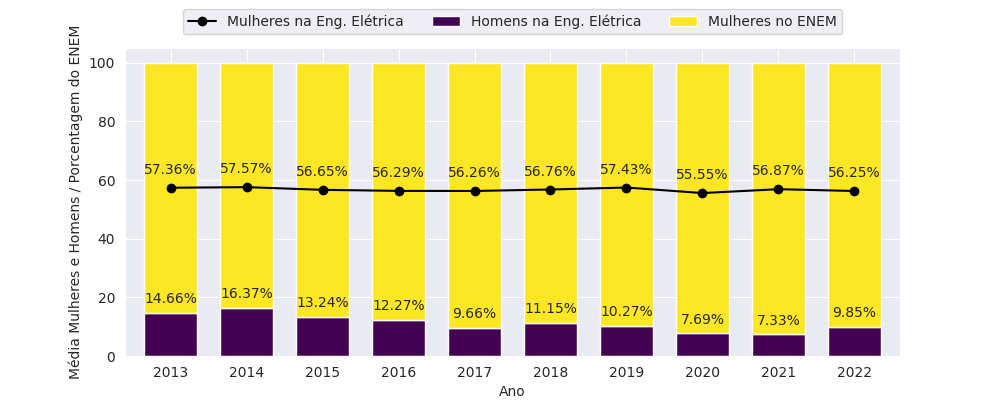 Mulheres na Eng. Elétrica Homens na Eng. Elétrica Mulheres no ENEM
Média Mulheres e Homens / Porcentagem do ENEM
100
80
60
40
20
0
57.36% 57.57% 56.65% 56.29% 56.26% 56.76% 57.43% 55.55% 56.87% 56.25%
14.66% 16.37% 13.24% 12.27% 9.66% 11.15% 10.27% 7.69% 7.33% 9.85%
2013 2014 2015 2016 2017 2018 2019 2020 2021 2022
Ano